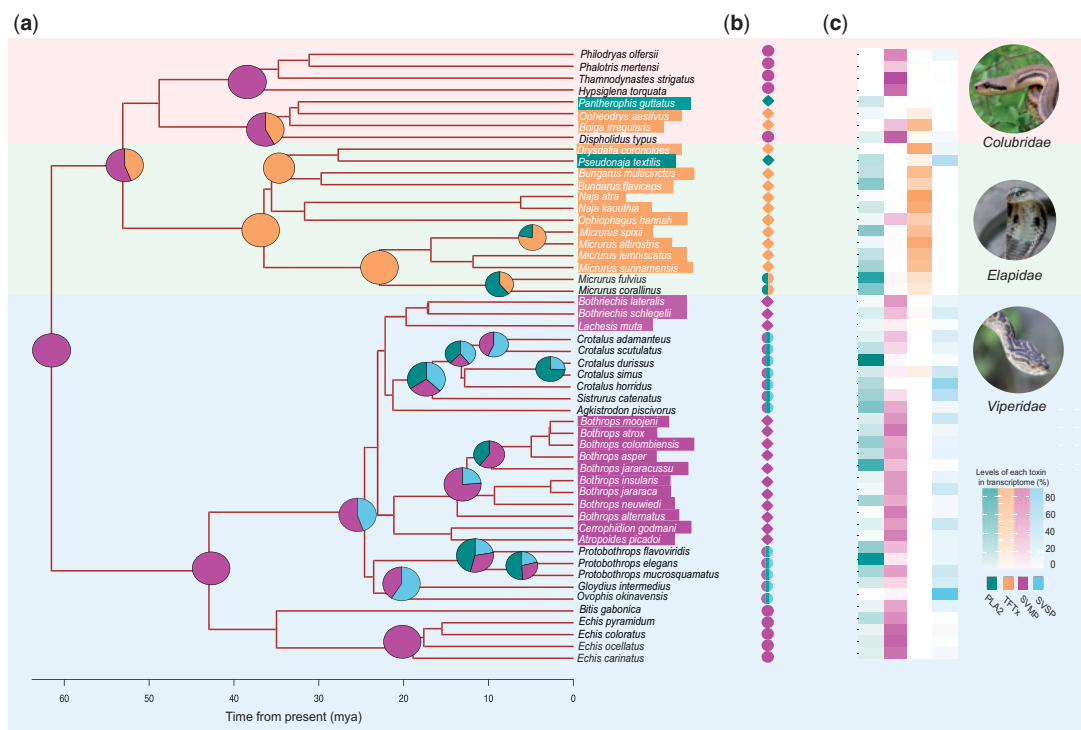 (a)
(b)
(c)
Philodryas olfersii
Phalotris mertensi
Thamnodynastes strigatus
Hypsiglena torquata
Pantherophis guttatus
Opheodrys aestivus
Boiga irregularis
Dispholidus typus
Drysdalia coronoides
Pseudonaja textilis
Bungarus multicinctus
Bungarus flaviceps
Naja atra
Naja kaouthia
Ophiophagus hannah
Micrurus spixii
Micrurus altirostris
Micrurus lemniscatus
Micrurus surinamensis
Micrurus fulvius
Micrurus corallinus
Bothriechis lateralis
Bothriechis schlegelii
Lachesis muta
Crotalus adamanteus
Crotalus scutulatus
Crotalus durissus
Crotalus simus
Crotalus horridus
Sistrurus catenatus
Agkistrodon piscivorus
Bothrops moojeni
Bothrops atrox
Bothrops colombiensis
Bothrops asper
Bothrops jararacussu
Bothrops insularis
Bothrops jararaca
Bothrops neuwiedi
Bothrops alternatus
Cerrophidion godmani
Atropoides picadoi
Protobothrops flavoviridis
Protobothrops elegans
Protobothrops mucrosquamatus
Gloydius intermedius
Ovophis okinavensis
Bitis gabonica
Echis pyramidum
Echis coloratus
Echis ocellatus
Echis carinatus
60 50 40 30 20 10 0
Time from present (mya)
Colubridae
Elapidae
Viperidae
Levels of each toxin
in transcriptome (%)
80
60
40
20
0
PLA2
TFTx
SVMP
SVSP